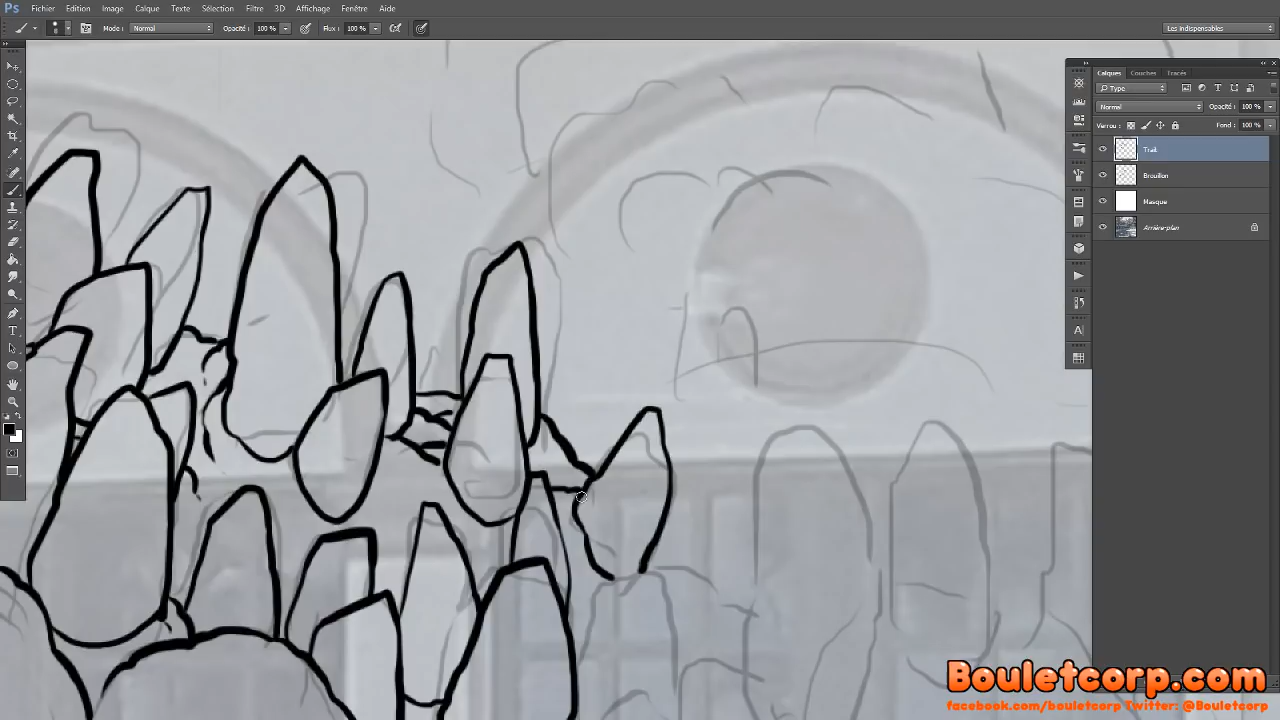 Ps Fichier Edition Image Calque Texte Sélection Filtre 3D Affichage Fenêtre Aide
Mode : Normal Opacité : 100 % Flux : 100 % Les indispensables
Calques Couches Tracés
Type
Normal Opacité : 100 %
Verrou : Fond : 100 %
Trait
Brouillon
Masque
Arrière-plan
Bouletcorp.com
facebook.com/bouletcorp Twitter: @Bouletcorp